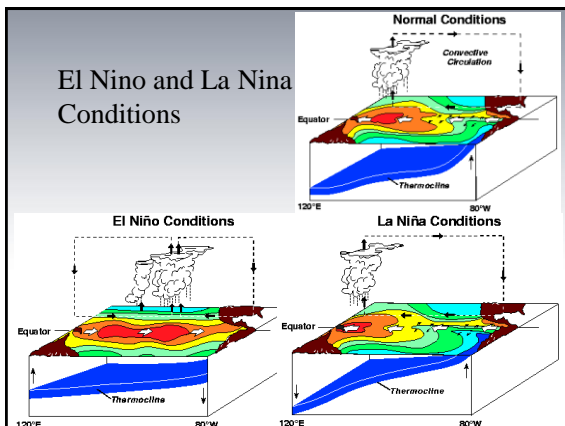 El Nino and La Nina
Conditions
Normal Conditions
Convective
Circulation
Equator
Thermocline
120°E
80°W
El Niño Conditions
Equator
Thermocline
120°E
80°W
La Niña Conditions
Equator
Thermocline
120°E
80°W